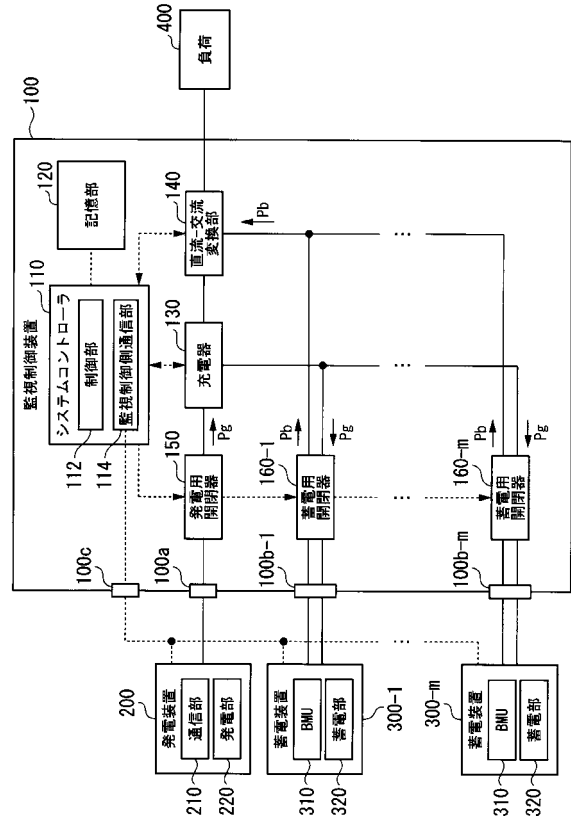 100
監視制御装置
110
システムコントローラ
制御部
監視制御側通信部
112
114
120
記憶部
400
負荷
150
発電用
開閉器
Pg
130
充電器
140
直流-交流
変換部
Pb
100c
100a
100b-1
100b-m
160-1
蓄電用
開閉器
Pb
Pg
160-m
蓄電用
開閉器
Pb
Pg
...
...
...
...
200
発電装置
通信部
発電部
210
220
蓄電装置
BMU
蓄電部
300-1
310
320
300-m
蓄電装置
BMU
蓄電部
310
320